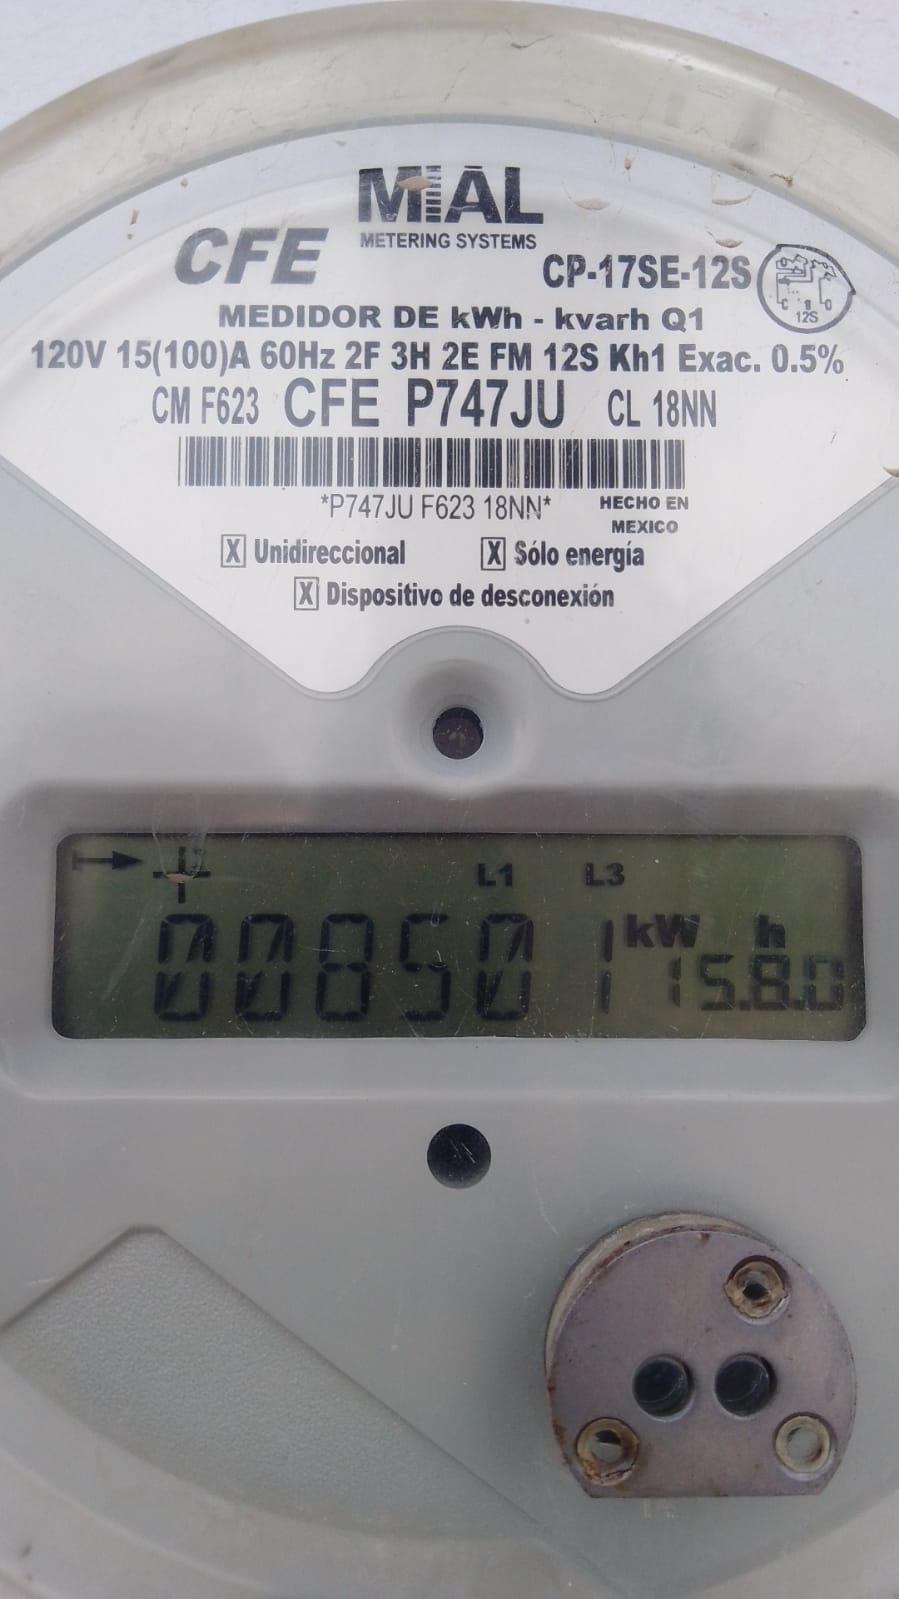 MIAL
METERING SYSTEMS
CFE
CP-17SE-12S
12S
MEDIDOR DE kWh - kvarh Q1
120V 15(100)A 60Hz 2F 3H 2E FM 12S Kh1 Exac. 0.5%
CM F623 CFE P747JU CL 18NN
*P747JU F623 18NN*
HECHO EN
MEXICO
X Unidireccional X Sólo energía
X Dispositivo de desconexión
L1 L3
008501 kW h
115.8.0